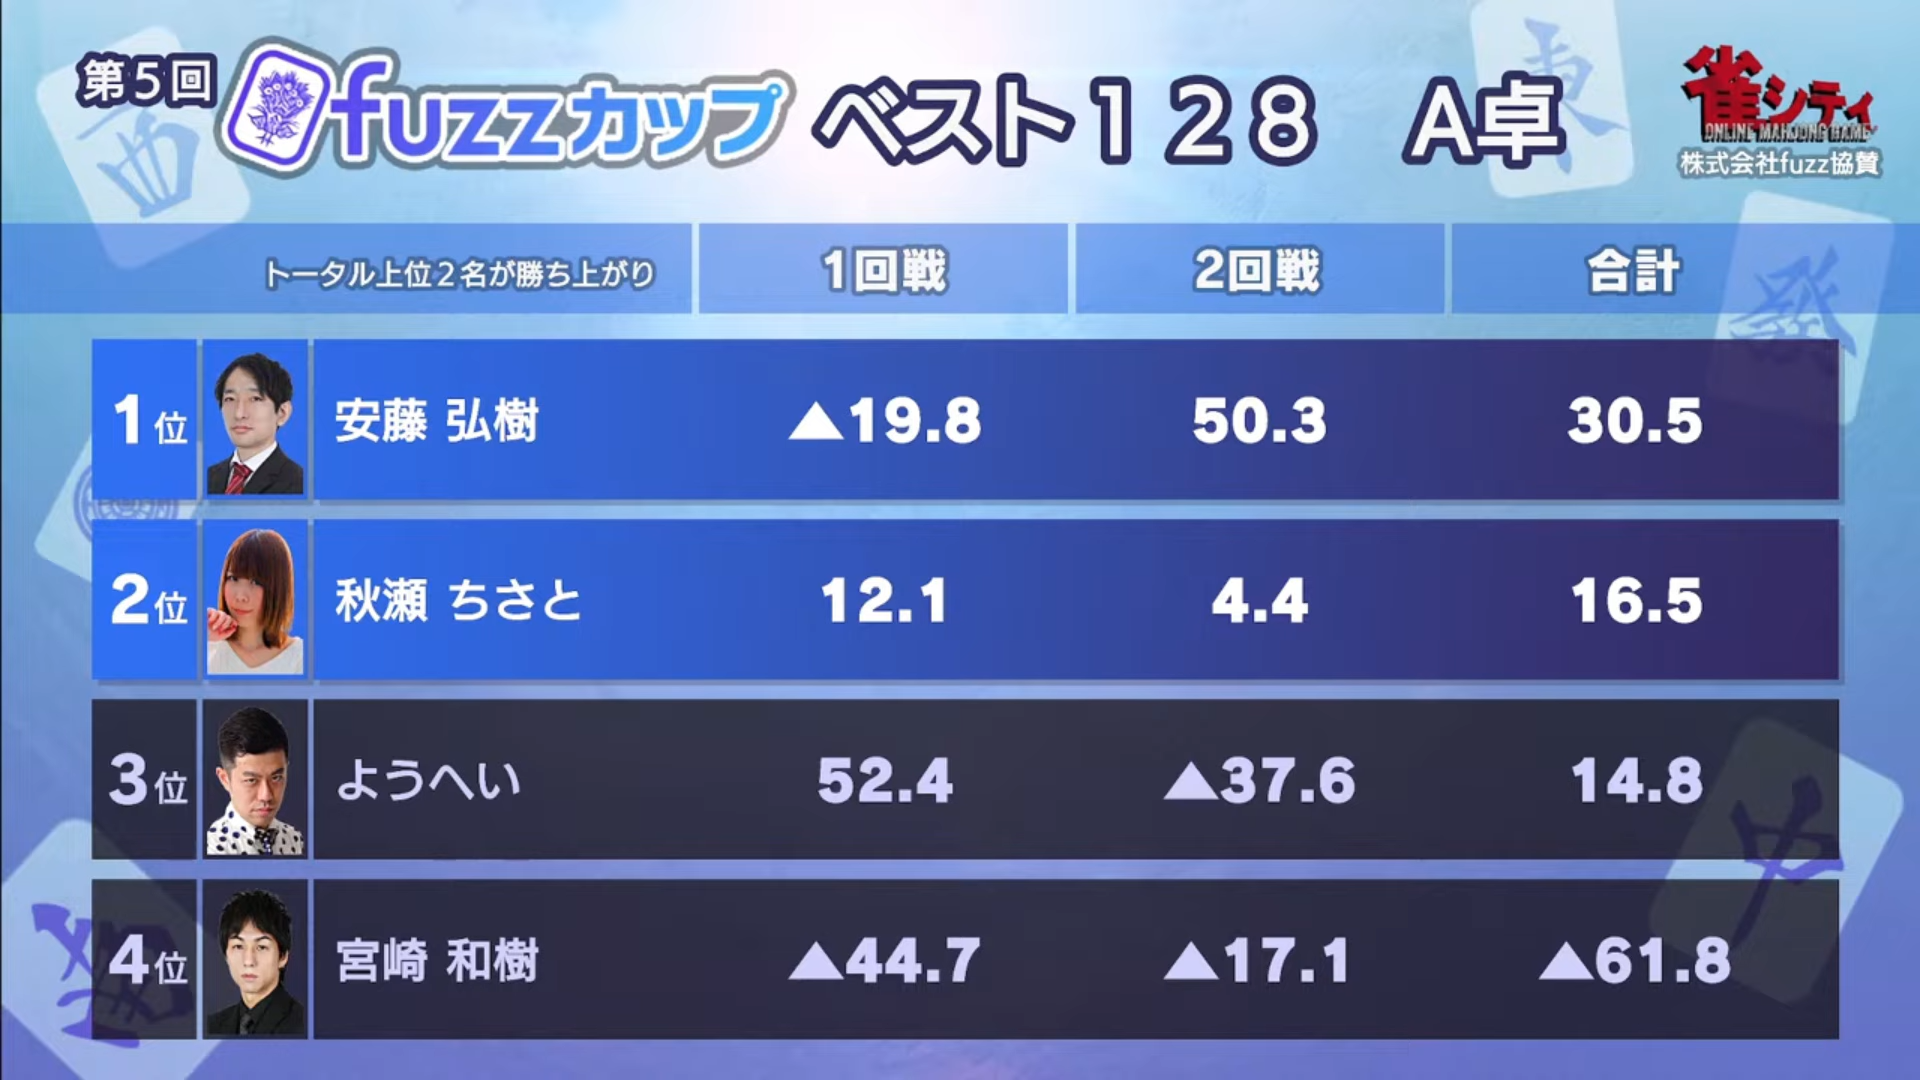 第5回 fuzzカップ ベスト128 A卓
雀シティ
ONLINE MAHJONG GAME
株式会社fuzz協賛
トータル上位2名が勝ち上がり 1回戦 2回戦 合計
1位 安藤 弘樹 ▲19.8 50.3 30.5
2位 秋瀬 ちさと 12.1 4.4 16.5
3位 ようへい 52.4 ▲37.6 14.8
4位 宮崎 和樹 ▲44.7 ▲17.1 ▲61.8
西
東
發
中